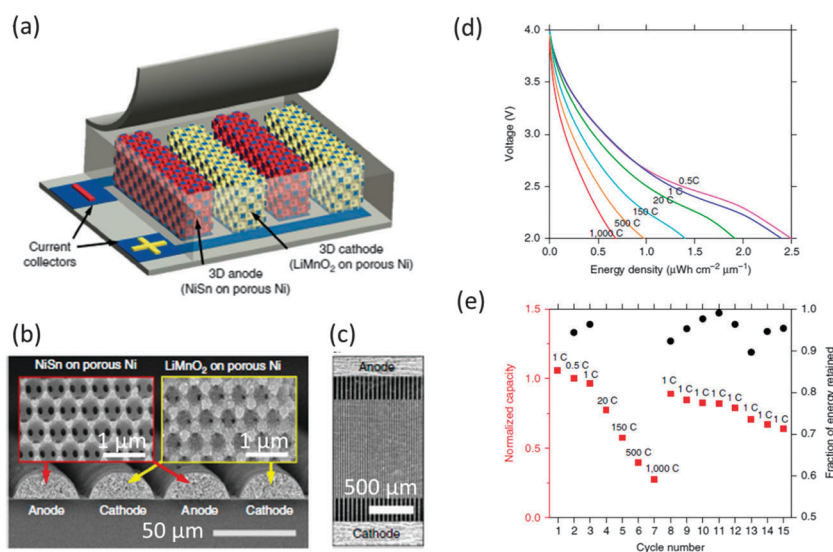 (a)
Current
collectors
3D anode
(NiSn on porous Ni)
3D cathode
(LiMnO2 on porous Ni)
(b)
NiSn on porous Ni
LiMnO2 on porous Ni
1 μm
1 μm
Anode
Cathode
Anode
Cathode
50 μm
(c)
Anode
500 μm
Cathode
(d)
4.0
3.5
3.0
2.5
2.0
Voltage (V)
0.5C
1 C
20 C
150 C
500 C
1,000 C
0.0 0.5 1.0 1.5 2.0 2.5
Energy density (μWh cm⁻² μm⁻¹)
(e)
1.5
1.0
0.5
0.0
Normalized capacity
1 C
0.5 C
1 C
20 C
150 C
500 C
1,000 C
1 C
1 C
1 C
1 C
1 C
1 C
1 C
1 C
1.0
0.9
0.8
0.7
0.6
0.5
Fraction of energy retained
1 2 3 4 5 6 7 8 9 10 11 12 13 14 15
Cycle number